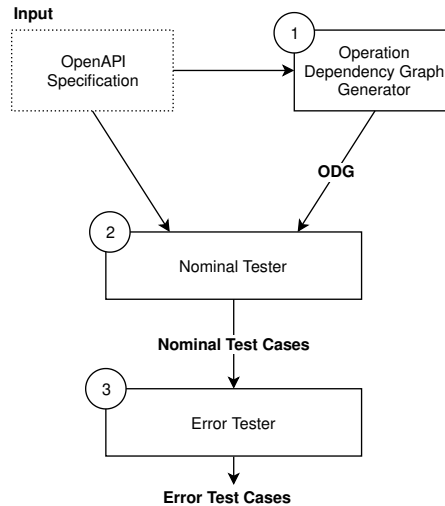 Input
1
OpenAPI
Specification
Operation
Dependency Graph
Generator
ODG
2
Nominal Tester
Nominal Test Cases
3
Error Tester
Error Test Cases